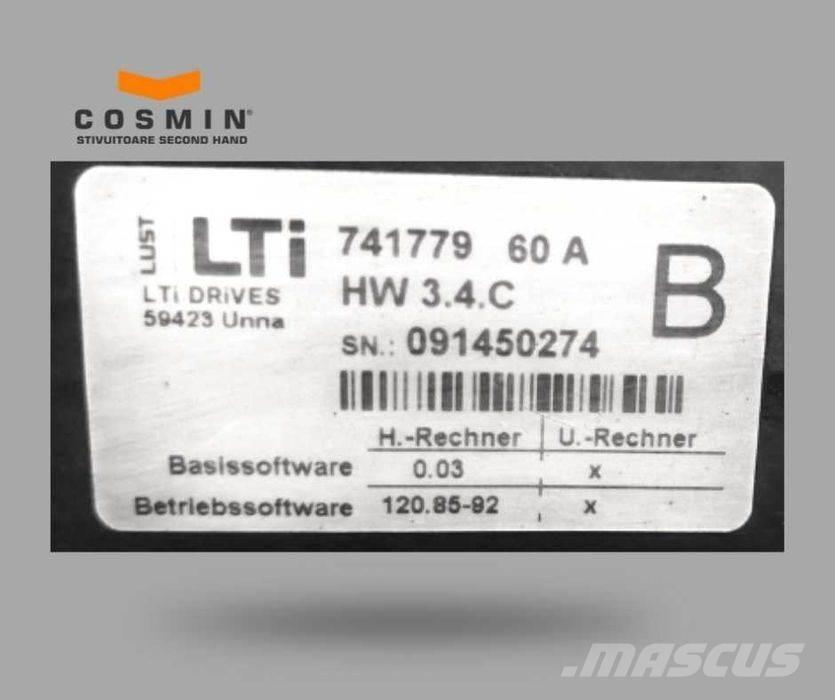 COSMIN®
STIVUITOARE SECOND HAND
LUST
LTi
741779 60 A
B
LTi DRiVES
HW 3.4.C
59423 Unna
SN.: 091450274
H.-Rechner U.-Rechner
Basissoftware 0.03 x
Betriebssoftware 120.85-92 x
.mascus